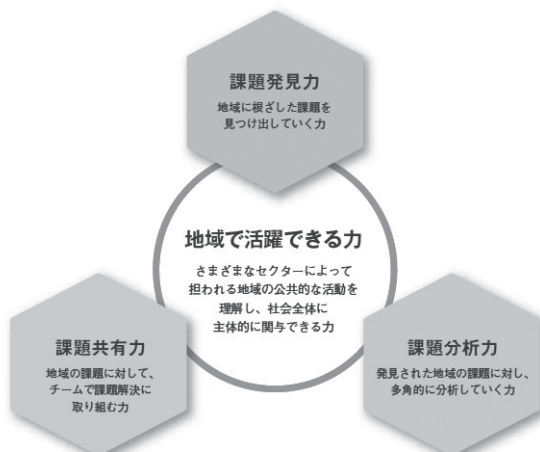 課題発見力
地域に根ざした課題を
見つけ出していく力
地域で活躍できる力
さまざまなセクターによって
担われる地域の公共的な活動を
理解し、社会全体に
主体的に関与できる力
課題共有力
地域の課題に対して、
チームで課題解決に
取り組む力
課題分析力
発見された地域の課題に対し、
多角的に分析していく力